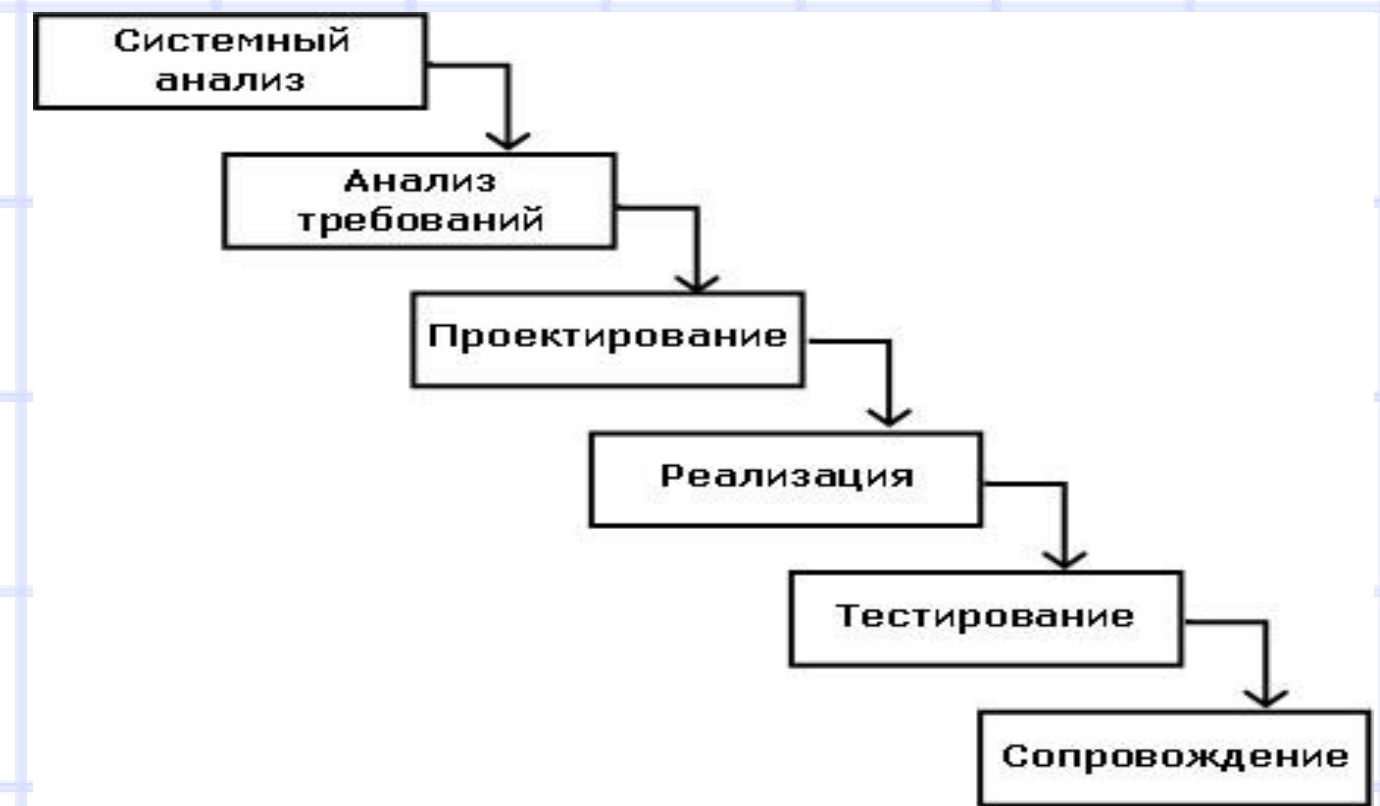 Системный
анализ
Анализ
требований
Проектирование
Реализация
Тестирование
Сопровождение